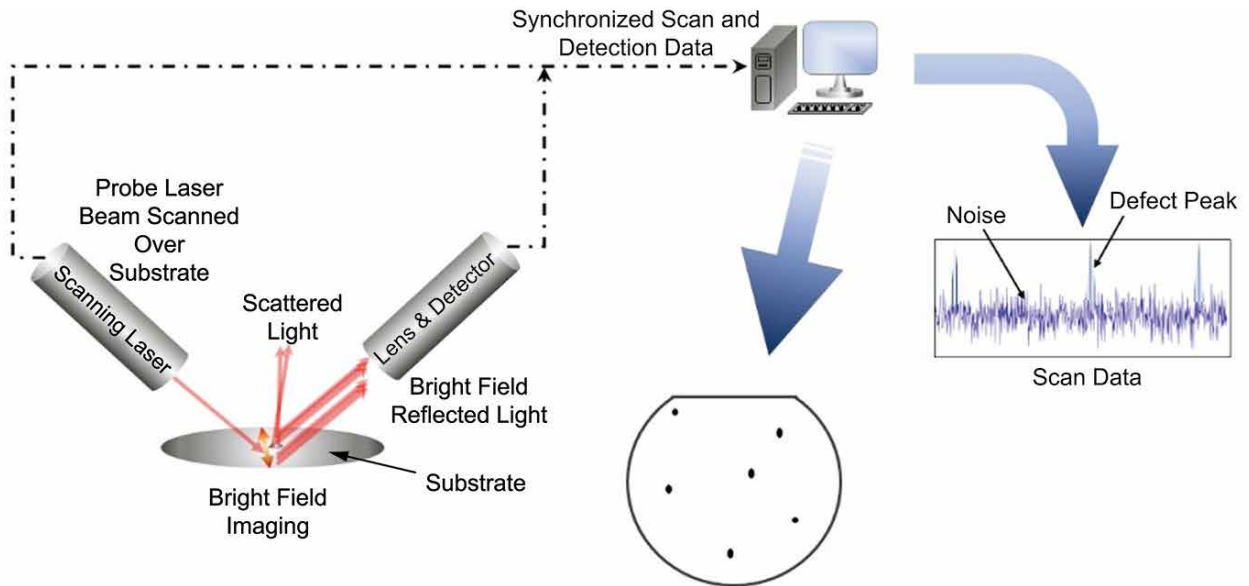 Synchronized Scan and
Detection Data
Probe Laser
Beam Scanned
Over
Substrate
Scanning Laser
Scattered
Light
Lens & Detector
Bright Field
Reflected Light
Substrate
Bright Field
Imaging
Noise
Defect Peak
Scan Data